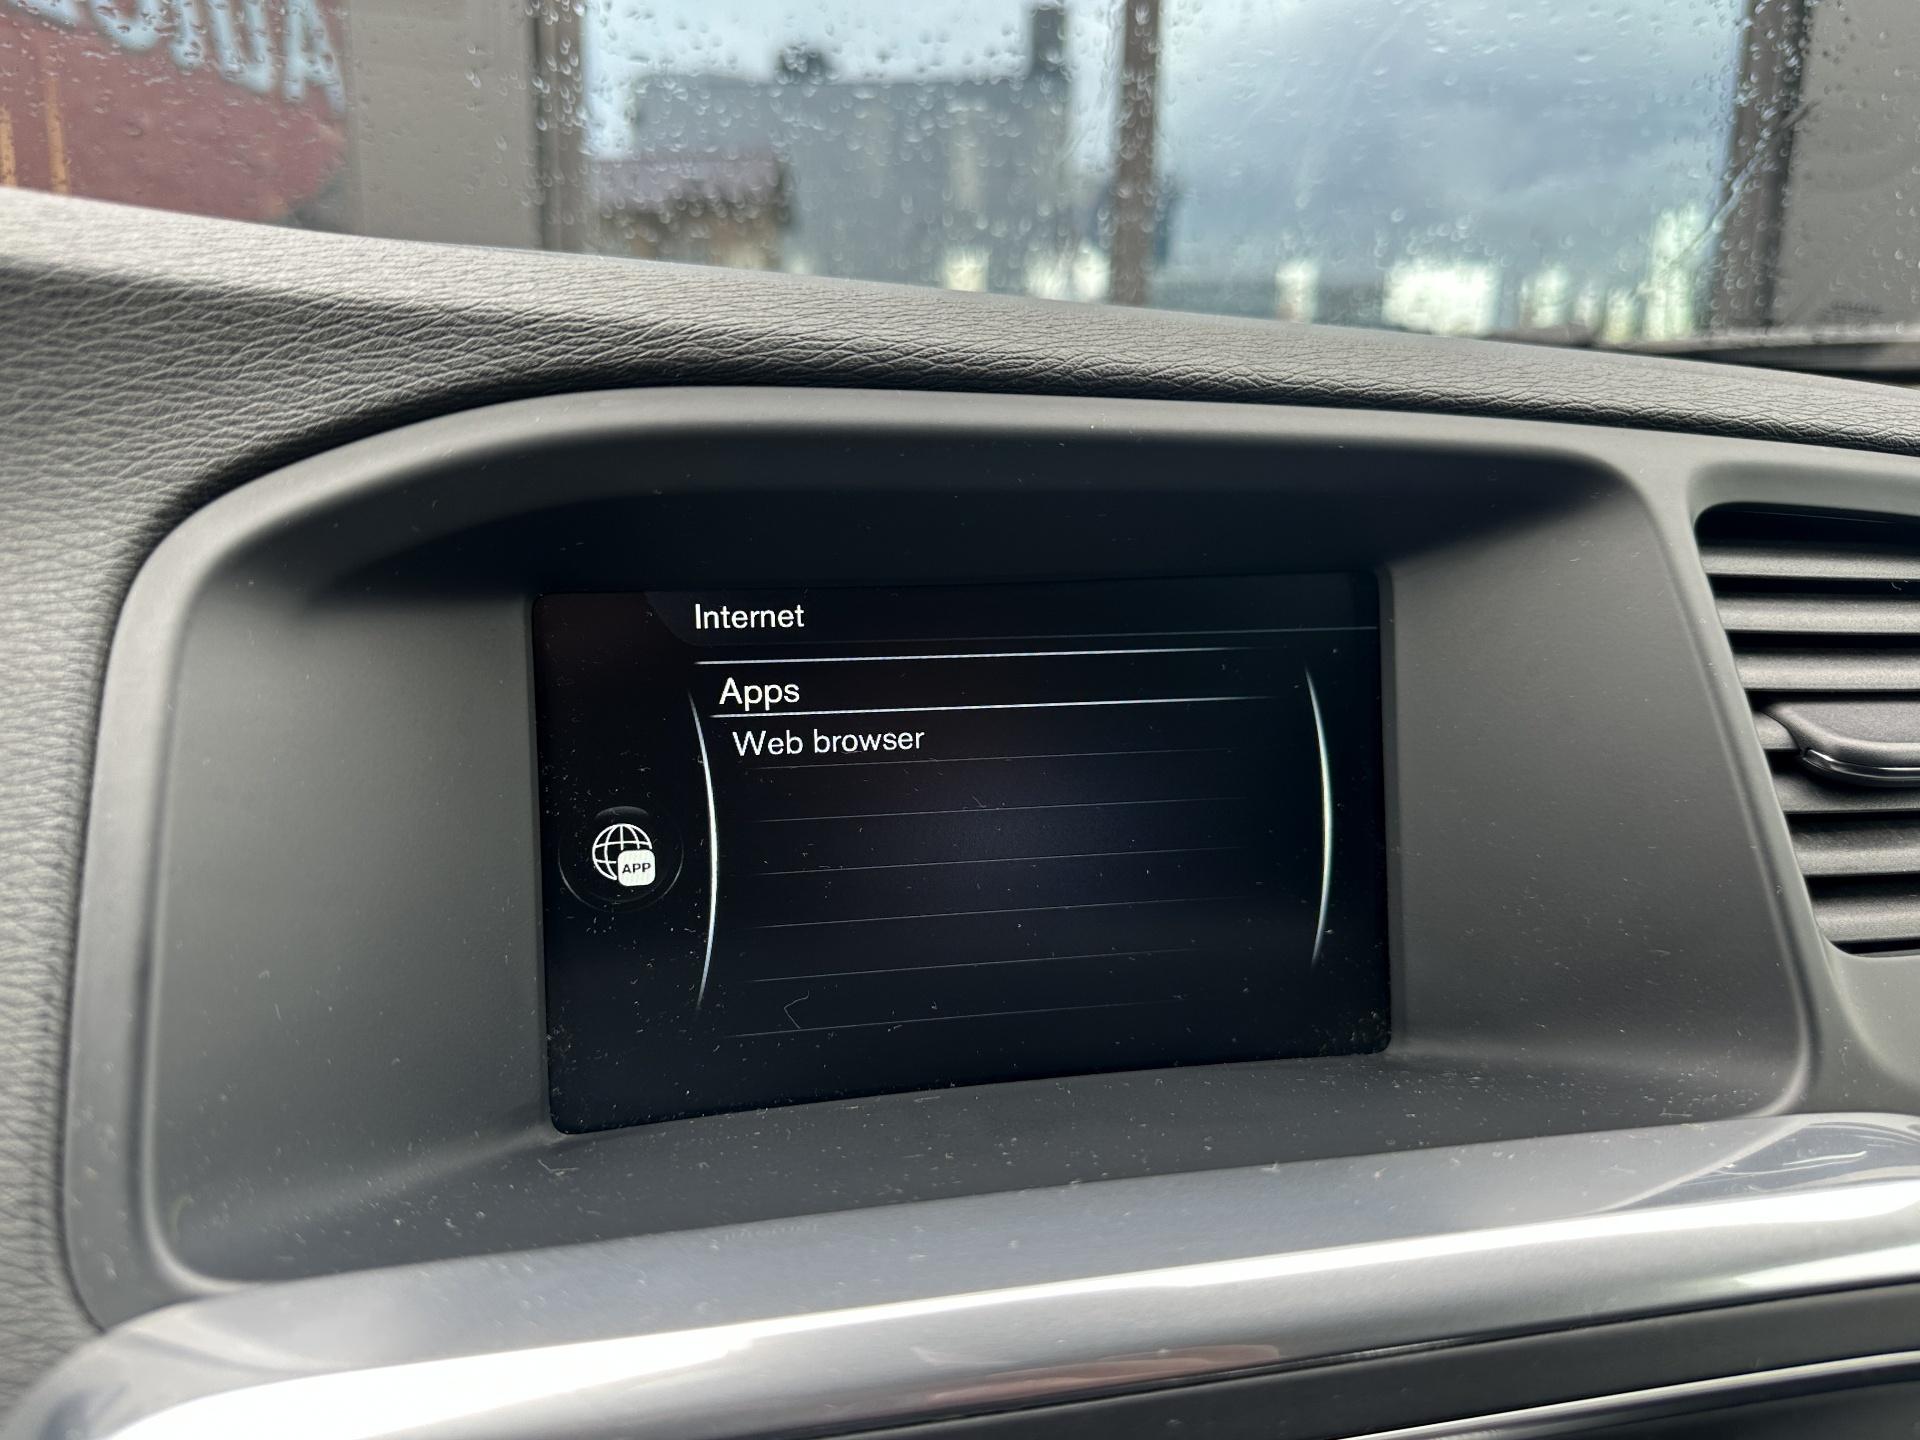 Internet
Apps
Web browser
APP